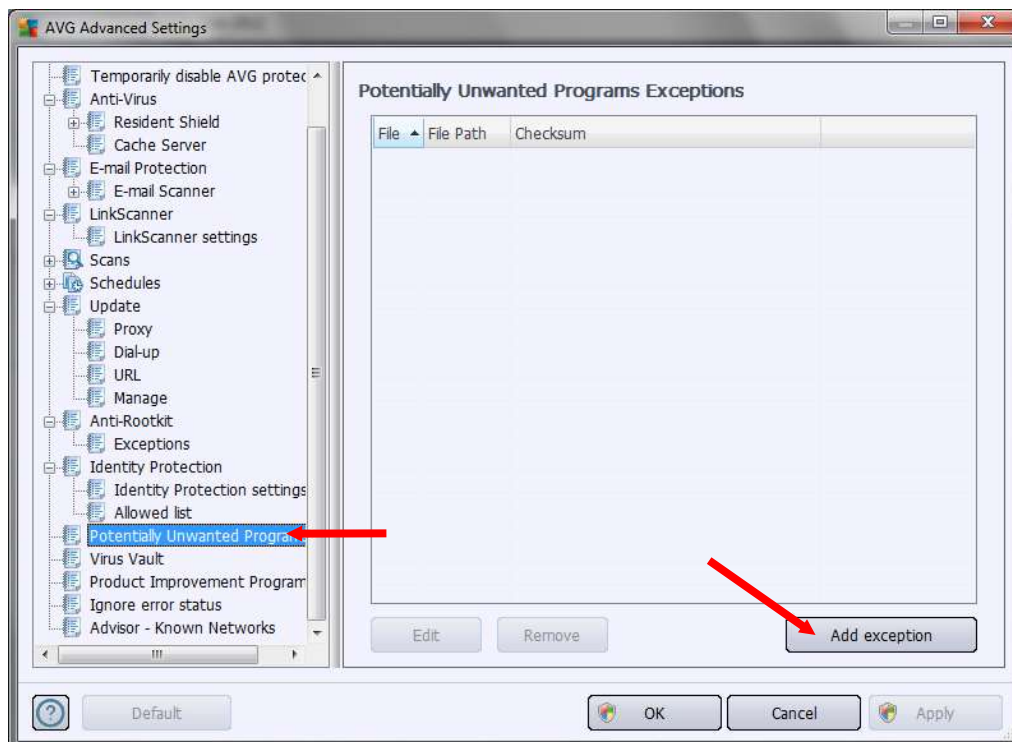 AVG Advanced Settings
Temporarily disable AVG protec
Anti-Virus
Resident Shield
Cache Server
E-mail Protection
E-mail Scanner
LinkScanner
LinkScanner settings
Scans
Schedules
Update
Proxy
Dial-up
URL
Manage
Anti-Rootkit
Exceptions
Identity Protection
Identity Protection settings
Allowed list
Potentially Unwanted Program
Virus Vault
Product Improvement Program
Ignore error status
Advisor - Known Networks
Potentially Unwanted Programs Exceptions
File File Path Checksum
Edit Remove Add exception
Default OK Cancel Apply